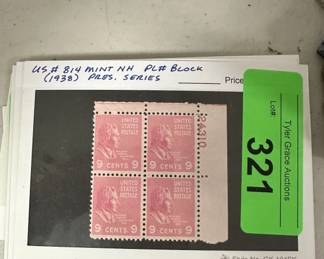 US # 814 MINT NH PL# BLOCK
(1938) PRES. SERIES
Price
UNITED
STATES
POSTAGE
9 CENTS 9
UNITED
STATES
POSTAGE
9 CENTS 9
UNITED
STATES
POSTAGE
9 CENTS 9
UNITED
STATES
POSTAGE
9 CENTS 9
Lot#:
321
Tyler Grace Auctions